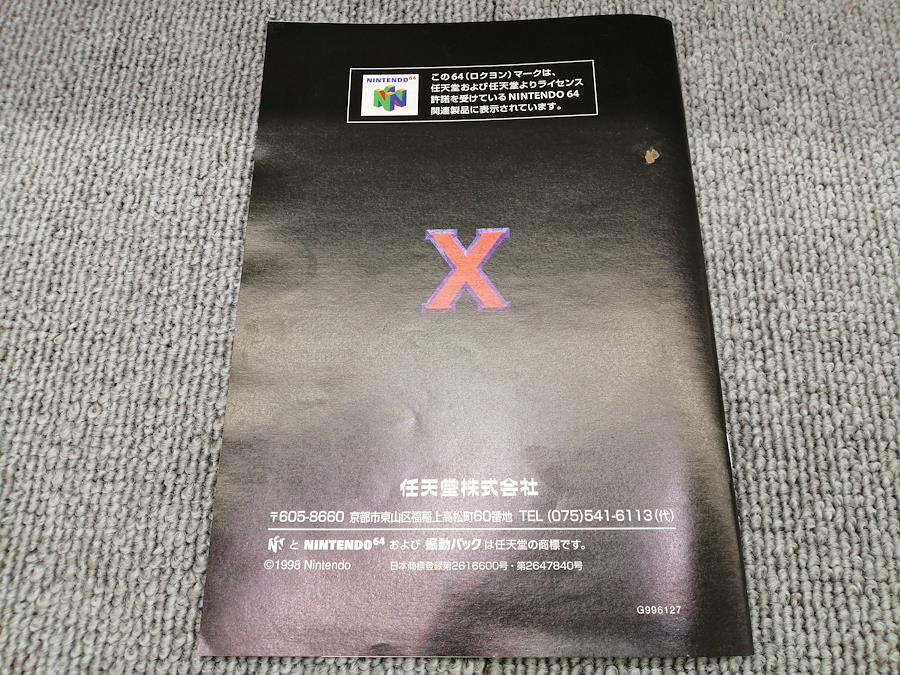 NINTENDO64
この64(ロクヨン)マークは、
任天堂および任天堂よりライセンス
許諾を受けているNINTENDO 64
関連製品に表示されています。
X
任天堂株式会社
〒605-8660 京都市東山区福稲上高松町60番地 TEL (075)541-6113(代)
と NINTENDO64 および 振動パック は任天堂の商標です。
©1998 Nintendo 日本商標登録第2616600号・第2647840号
G996127